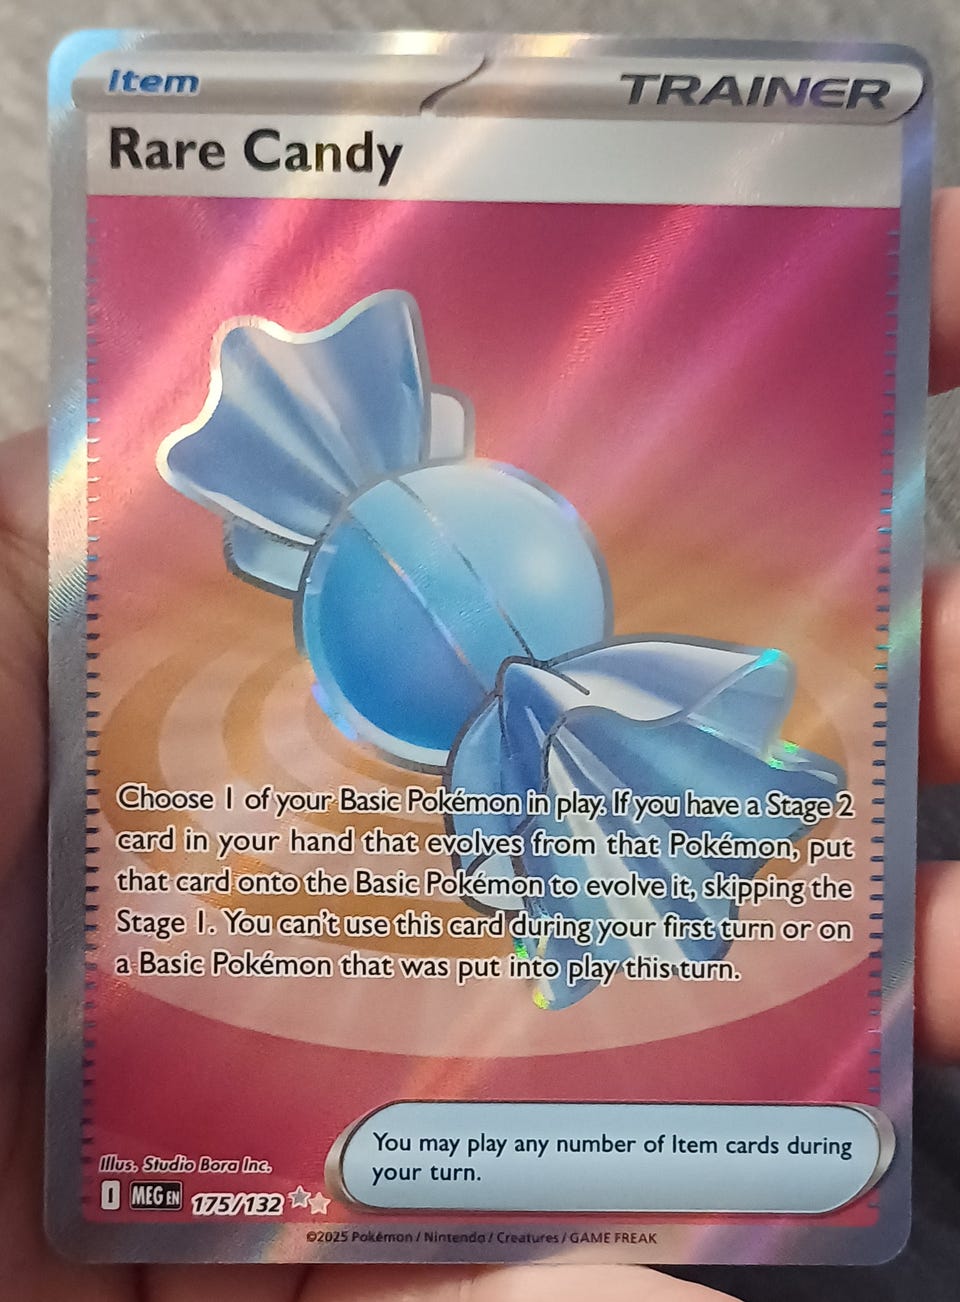 Item
TRAINER
Rare Candy
Choose 1 of your Basic Pokémon in play. If you have a Stage 2
card in your hand that evolves from that Pokémon, put
that card onto the Basic Pokémon to evolve it, skipping the
Stage 1. You can't use this card during your first turn or on
a Basic Pokémon that was put into play this turn.
You may play any number of Item cards during
your turn.
Illus. Studio Bora Inc.
I MEG EN 175/132
©2025 Pokémon / Nintendo / Creatures / GAME FREAK